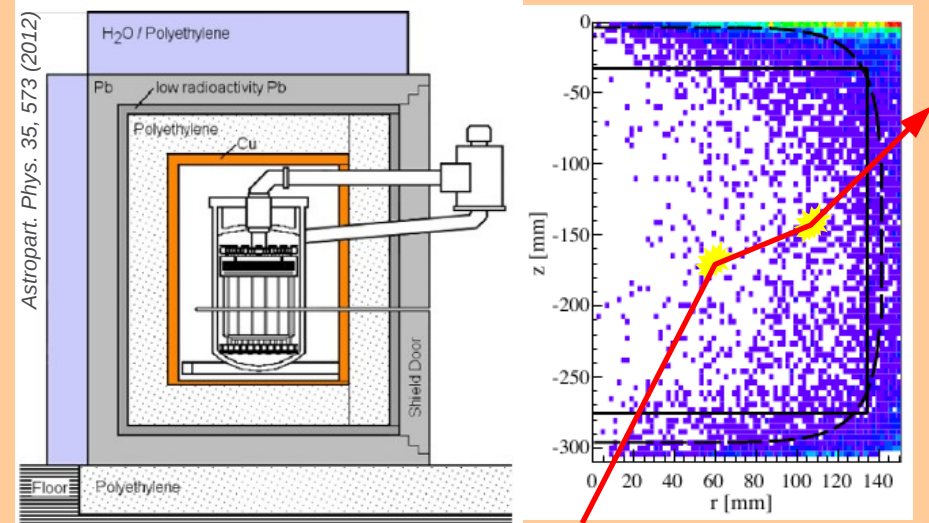 Astropart. Phys. 35, 573 (2012)
H₂O / Polyethylene
Pb
low radioactivity Pb
Polyethylene
Cu
Shield Door
Floor
Polyethylene
z [mm]
0
-50
-100
-150
-200
-250
-300
0 20 40 60 80 100 120 140
r [mm]